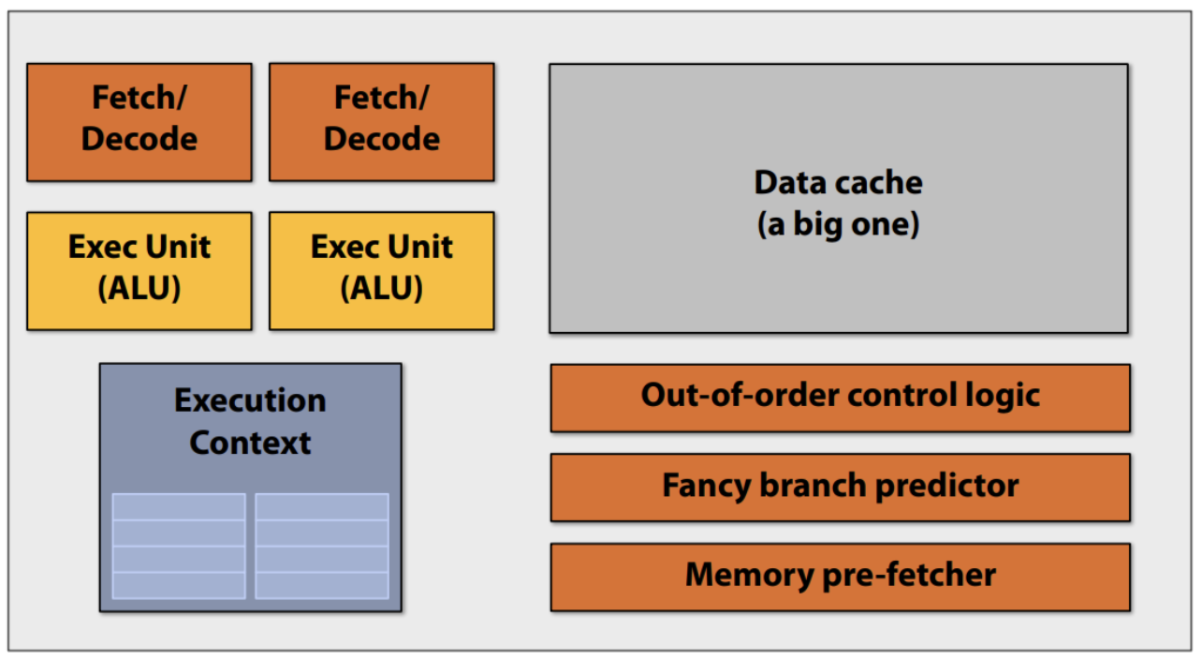 Fetch/
Decode
Fetch/
Decode
Exec Unit
(ALU)
Exec Unit
(ALU)
Execution
Context
Data cache
(a big one)
Out-of-order control logic
Fancy branch predictor
Memory pre-fetcher